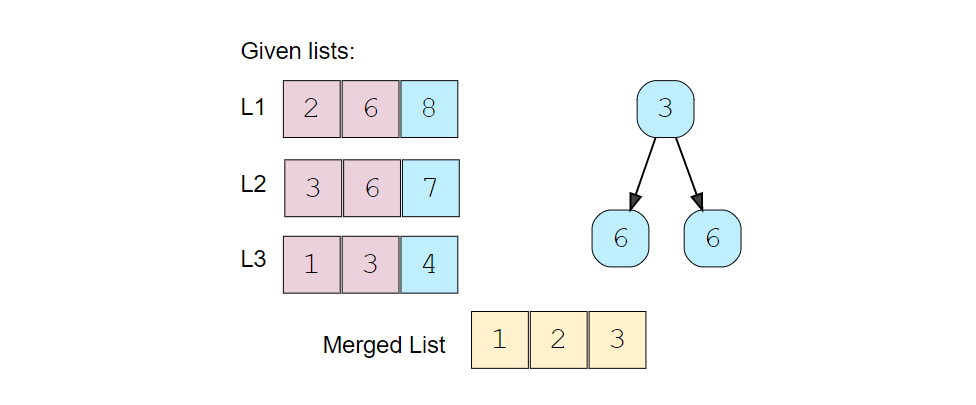 Given lists:
L1 2 6 8
3
L2 3 6 7
6 6
L3 1 3 4
Merged List 1 2 3